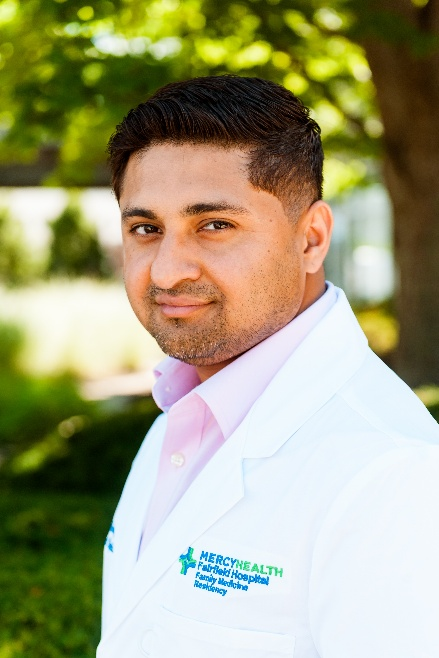 MERCYHEALTH
Fairfield Hospital
Family Medicine
Residency